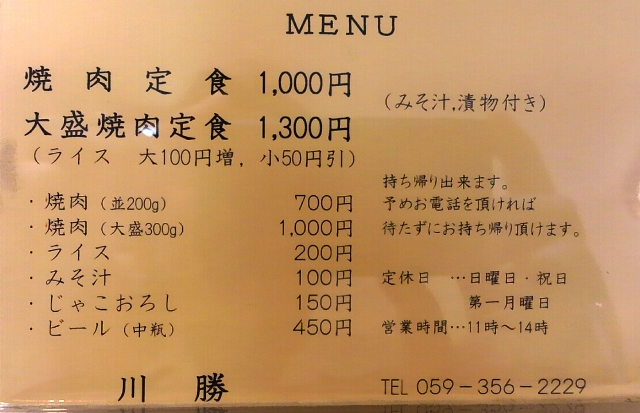 MENU
焼肉定食 1,000円
大盛焼肉定食 1,300円
(みそ汁,漬物付き)
(ライス 大100円増, 小50円引)
・焼肉(並200g) 700円
・焼肉(大盛300g) 1,000円
・ライス 200円
・みそ汁 100円
・じゃこおろし 150円
・ビール(中瓶) 450円
持ち帰り出来ます。
予めお電話を頂ければ
待たずにお持ち帰り頂けます。
定休日 …日曜日・祝日
第一月曜日
営業時間…11時~14時
川勝
TEL 059-356-2229